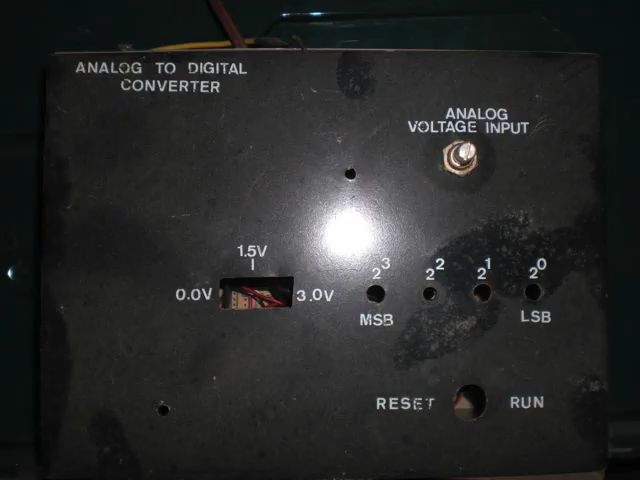 ANALOG TO DIGITAL
CONVERTER
ANALOG
VOLTAGE INPUT
1.5V
0.0V 3.0V
2³ 2² 2¹ 2⁰
MSB LSB
RESET RUN